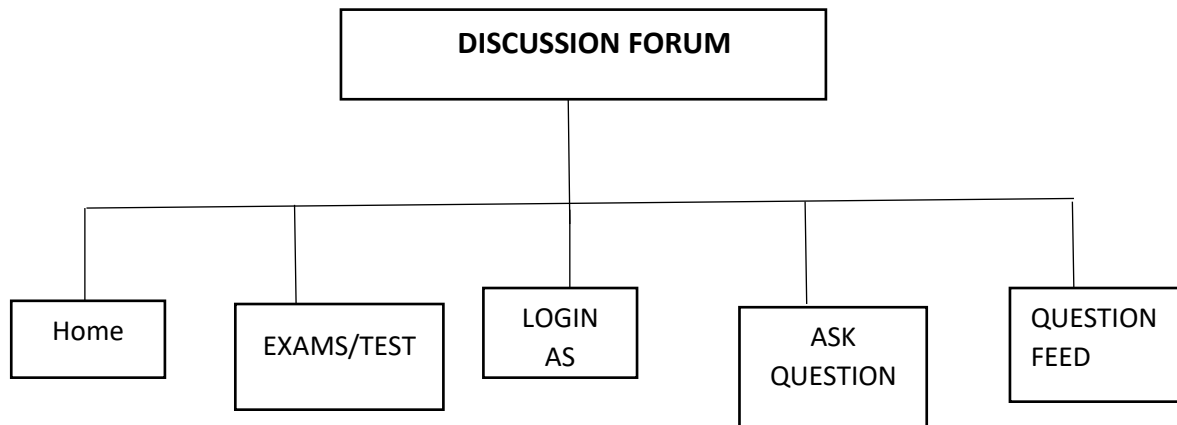 DISCUSSION FORUM
Home
EXAMS/TEST
LOGIN
AS
ASK
QUESTION
QUESTION
FEED